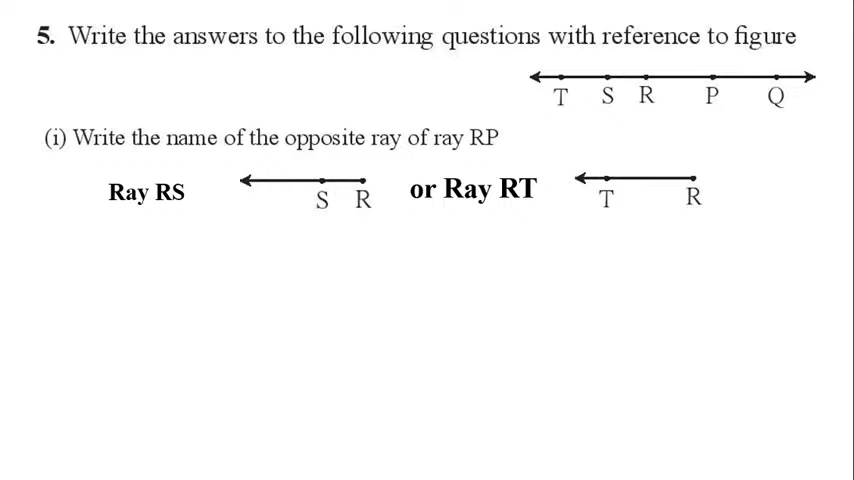 5. Write the answers to the following questions with reference to figure
T S R P Q
(i) Write the name of the opposite ray of ray RP
Ray RS S R or Ray RT T R